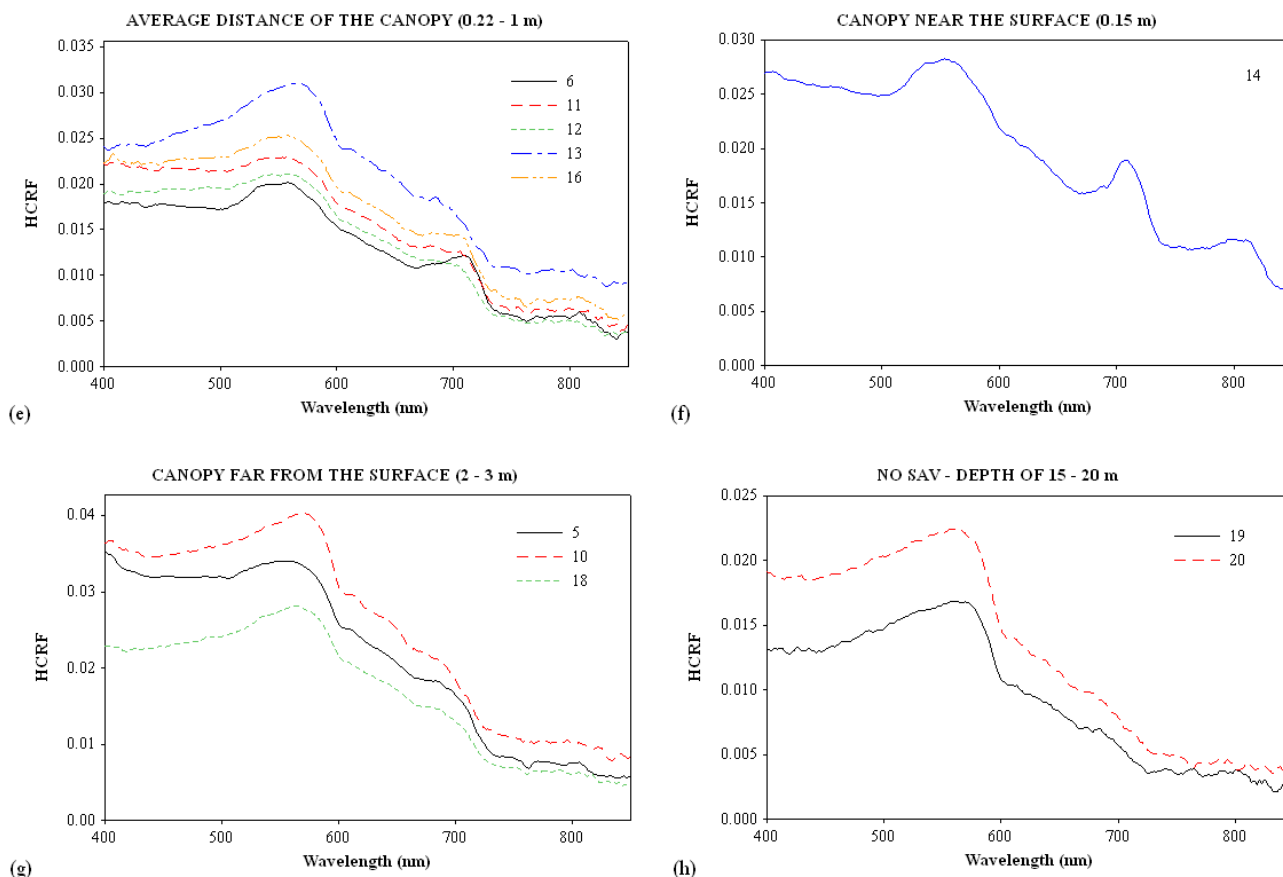 AVERAGE DISTANCE OF THE CANOPY (0.22 - 1 m)
0.035
0.030
0.025
0.020
0.015
0.010
0.005
0.000
HCRF
6
11
12
13
16
400 500 600 700 800
Wavelength (nm)
(e)
CANOPY NEAR THE SURFACE (0.15 m)
0.030
0.025
0.020
0.015
0.010
0.005
0.000
HCRF
14
400 500 600 700 800
Wavelength (nm)
(f)
CANOPY FAR FROM THE SURFACE (2 - 3 m)
0.04
0.03
0.02
0.01
0.00
HCRF
5
10
18
400 500 600 700 800
Wavelength (nm)
(g)
NO SAV - DEPTH OF 15 - 20 m
0.025
0.020
0.015
0.010
0.005
0.000
HCRF
19
20
400 500 600 700 800
Wavelength (nm)
(h)